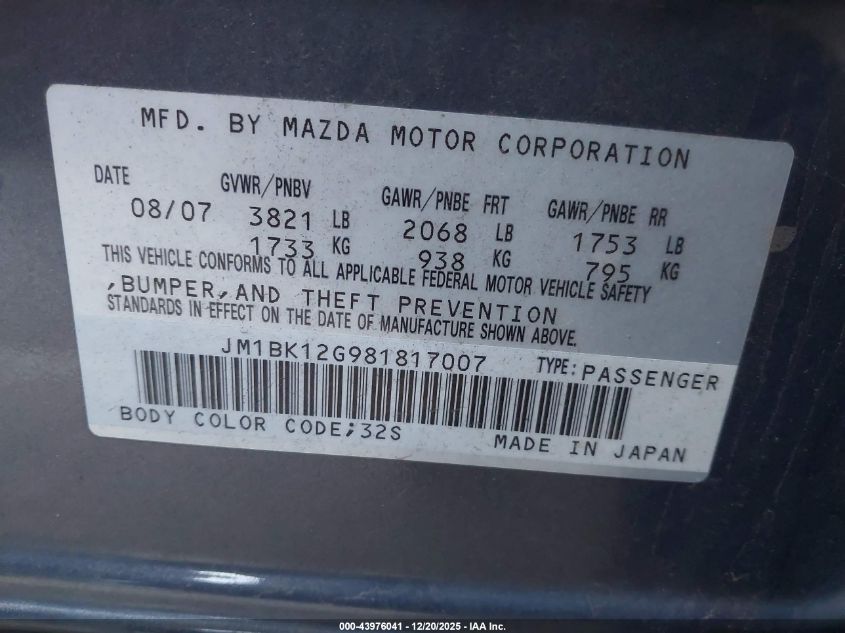 MFD. BY MAZDA MOTOR CORPORATION
DATE GVWR/PNBV GAWR/PNBE FRT GAWR/PNBE RR
08/07 3821 LB 2068 LB 1753 LB
1733 KG 938 KG 795 KG
THIS VEHICLE CONFORMS TO ALL APPLICABLE FEDERAL MOTOR VEHICLE SAFETY
,BUMPER,AND THEFT PREVENTION
STANDARDS IN EFFECT ON THE DATE OF MANUFACTURE SHOWN ABOVE.
JM1BK12G981817007 TYPE:PASSENGER
BODY COLOR CODE;32S MADE IN JAPAN
000-43976041 - 12/20/2025 - IAA Inc.